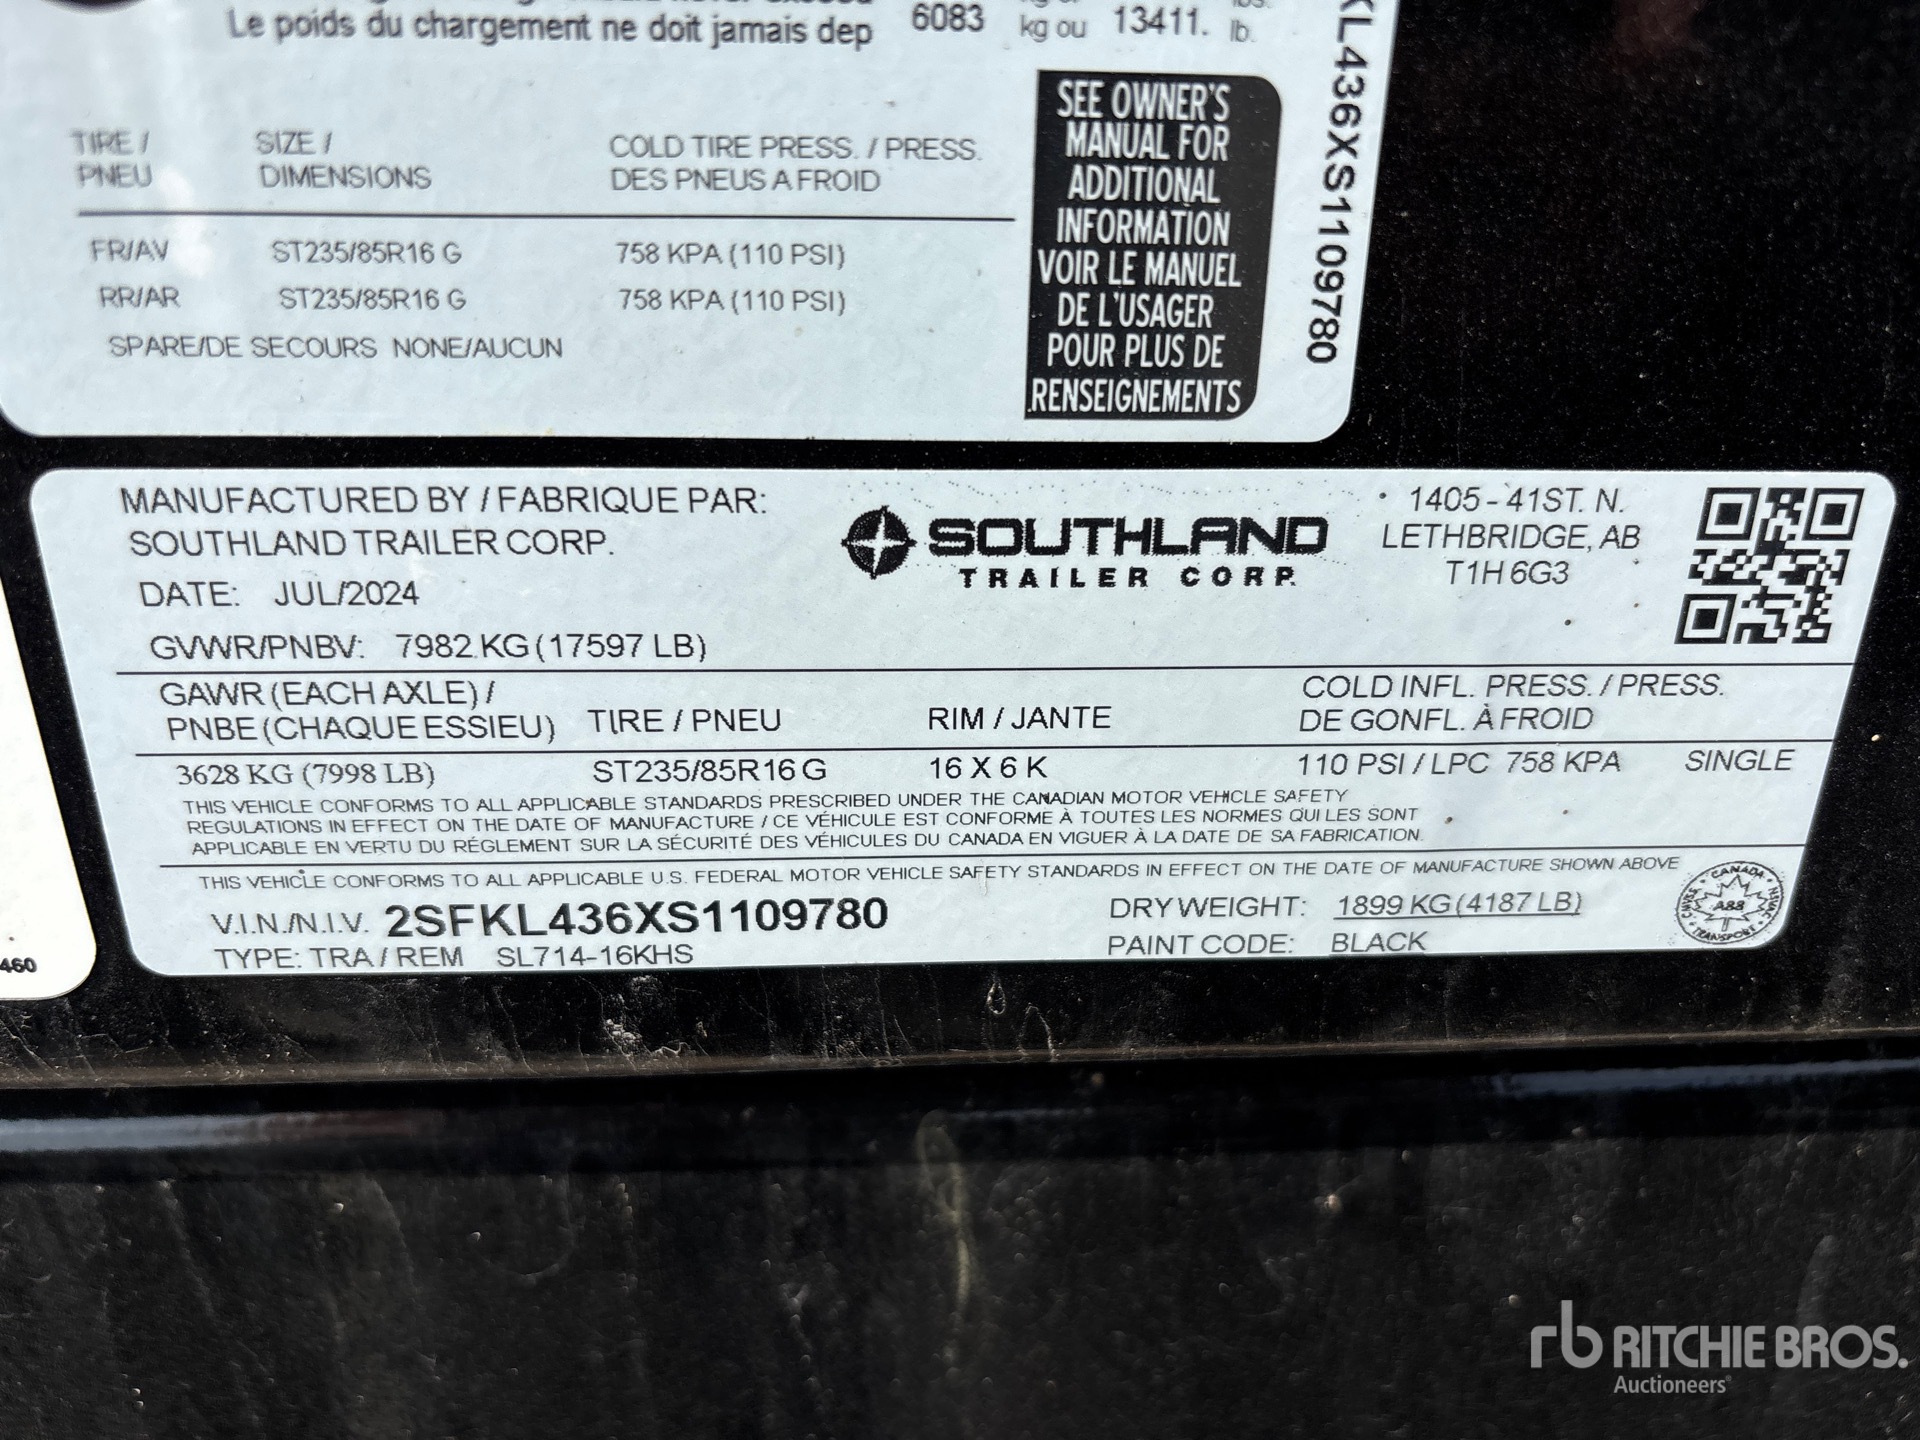 Le poids du chargement ne doit jamais dep 6083 kg ou 13411. lb.
TIRE / SIZE / COLD TIRE PRESS. / PRESS.
PNEU DIMENSIONS DES PNEUS A FROID
FR/AV ST235/85R16 G 758 KPA (110 PSI)
RR/AR ST235/85R16 G 758 KPA (110 PSI)
SPARE/DE SECOURS NONE/AUCUN
SEE OWNER'S
MANUAL FOR
ADDITIONAL
INFORMATION
VOIR LE MANUEL
DE L'USAGER
POUR PLUS DE
RENSEIGNEMENTS
KL436XS1109780
MANUFACTURED BY / FABRIQUE PAR:
SOUTHLAND TRAILER CORP.
DATE: JUL/2024
GVWR/PNBV: 7982 KG (17597 LB)
SOUTHLAND
TRAILER CORP.
1405 - 41ST. N.
LETHBRIDGE, AB
T1H 6G3
GAWR (EACH AXLE) /
PNBE (CHAQUE ESSIEU) TIRE / PNEU RIM / JANTE
COLD INFL. PRESS. / PRESS.
DE GONFL. À FROID
3628 KG (7998 LB) ST235/85R16 G 16 X 6 K 110 PSI / LPC 758 KPA SINGLE
THIS VEHICLE CONFORMS TO ALL APPLICABLE STANDARDS PRESCRIBED UNDER THE CANADIAN MOTOR VEHICLE SAFETY
REGULATIONS IN EFFECT ON THE DATE OF MANUFACTURE / CE VÉHICULE EST CONFORME À TOUTES LES NORMES QUI LES SONT
APPLICABLE EN VERTU DU RÉGLEMENT SUR LA SÉCURITÉ DES VÉHICULES DU CANADA EN VIGUER À LA DATE DE SA FABRICATION.
THIS VEHICLE CONFORMS TO ALL APPLICABLE U.S. FEDERAL MOTOR VEHICLE SAFETY STANDARDS IN EFFECT ON THE DATE OF MANUFACTURE SHOWN ABOVE
V.I.N./N.I.V. 2SFKL436XS1109780
TYPE: TRA / REM SL714-16KHS
DRY WEIGHT: 1899 KG (4187 LB)
PAINT CODE: BLACK
CANADA
A88
TRANSPORT
460
rb RITCHIE BROS.
Auctioneers